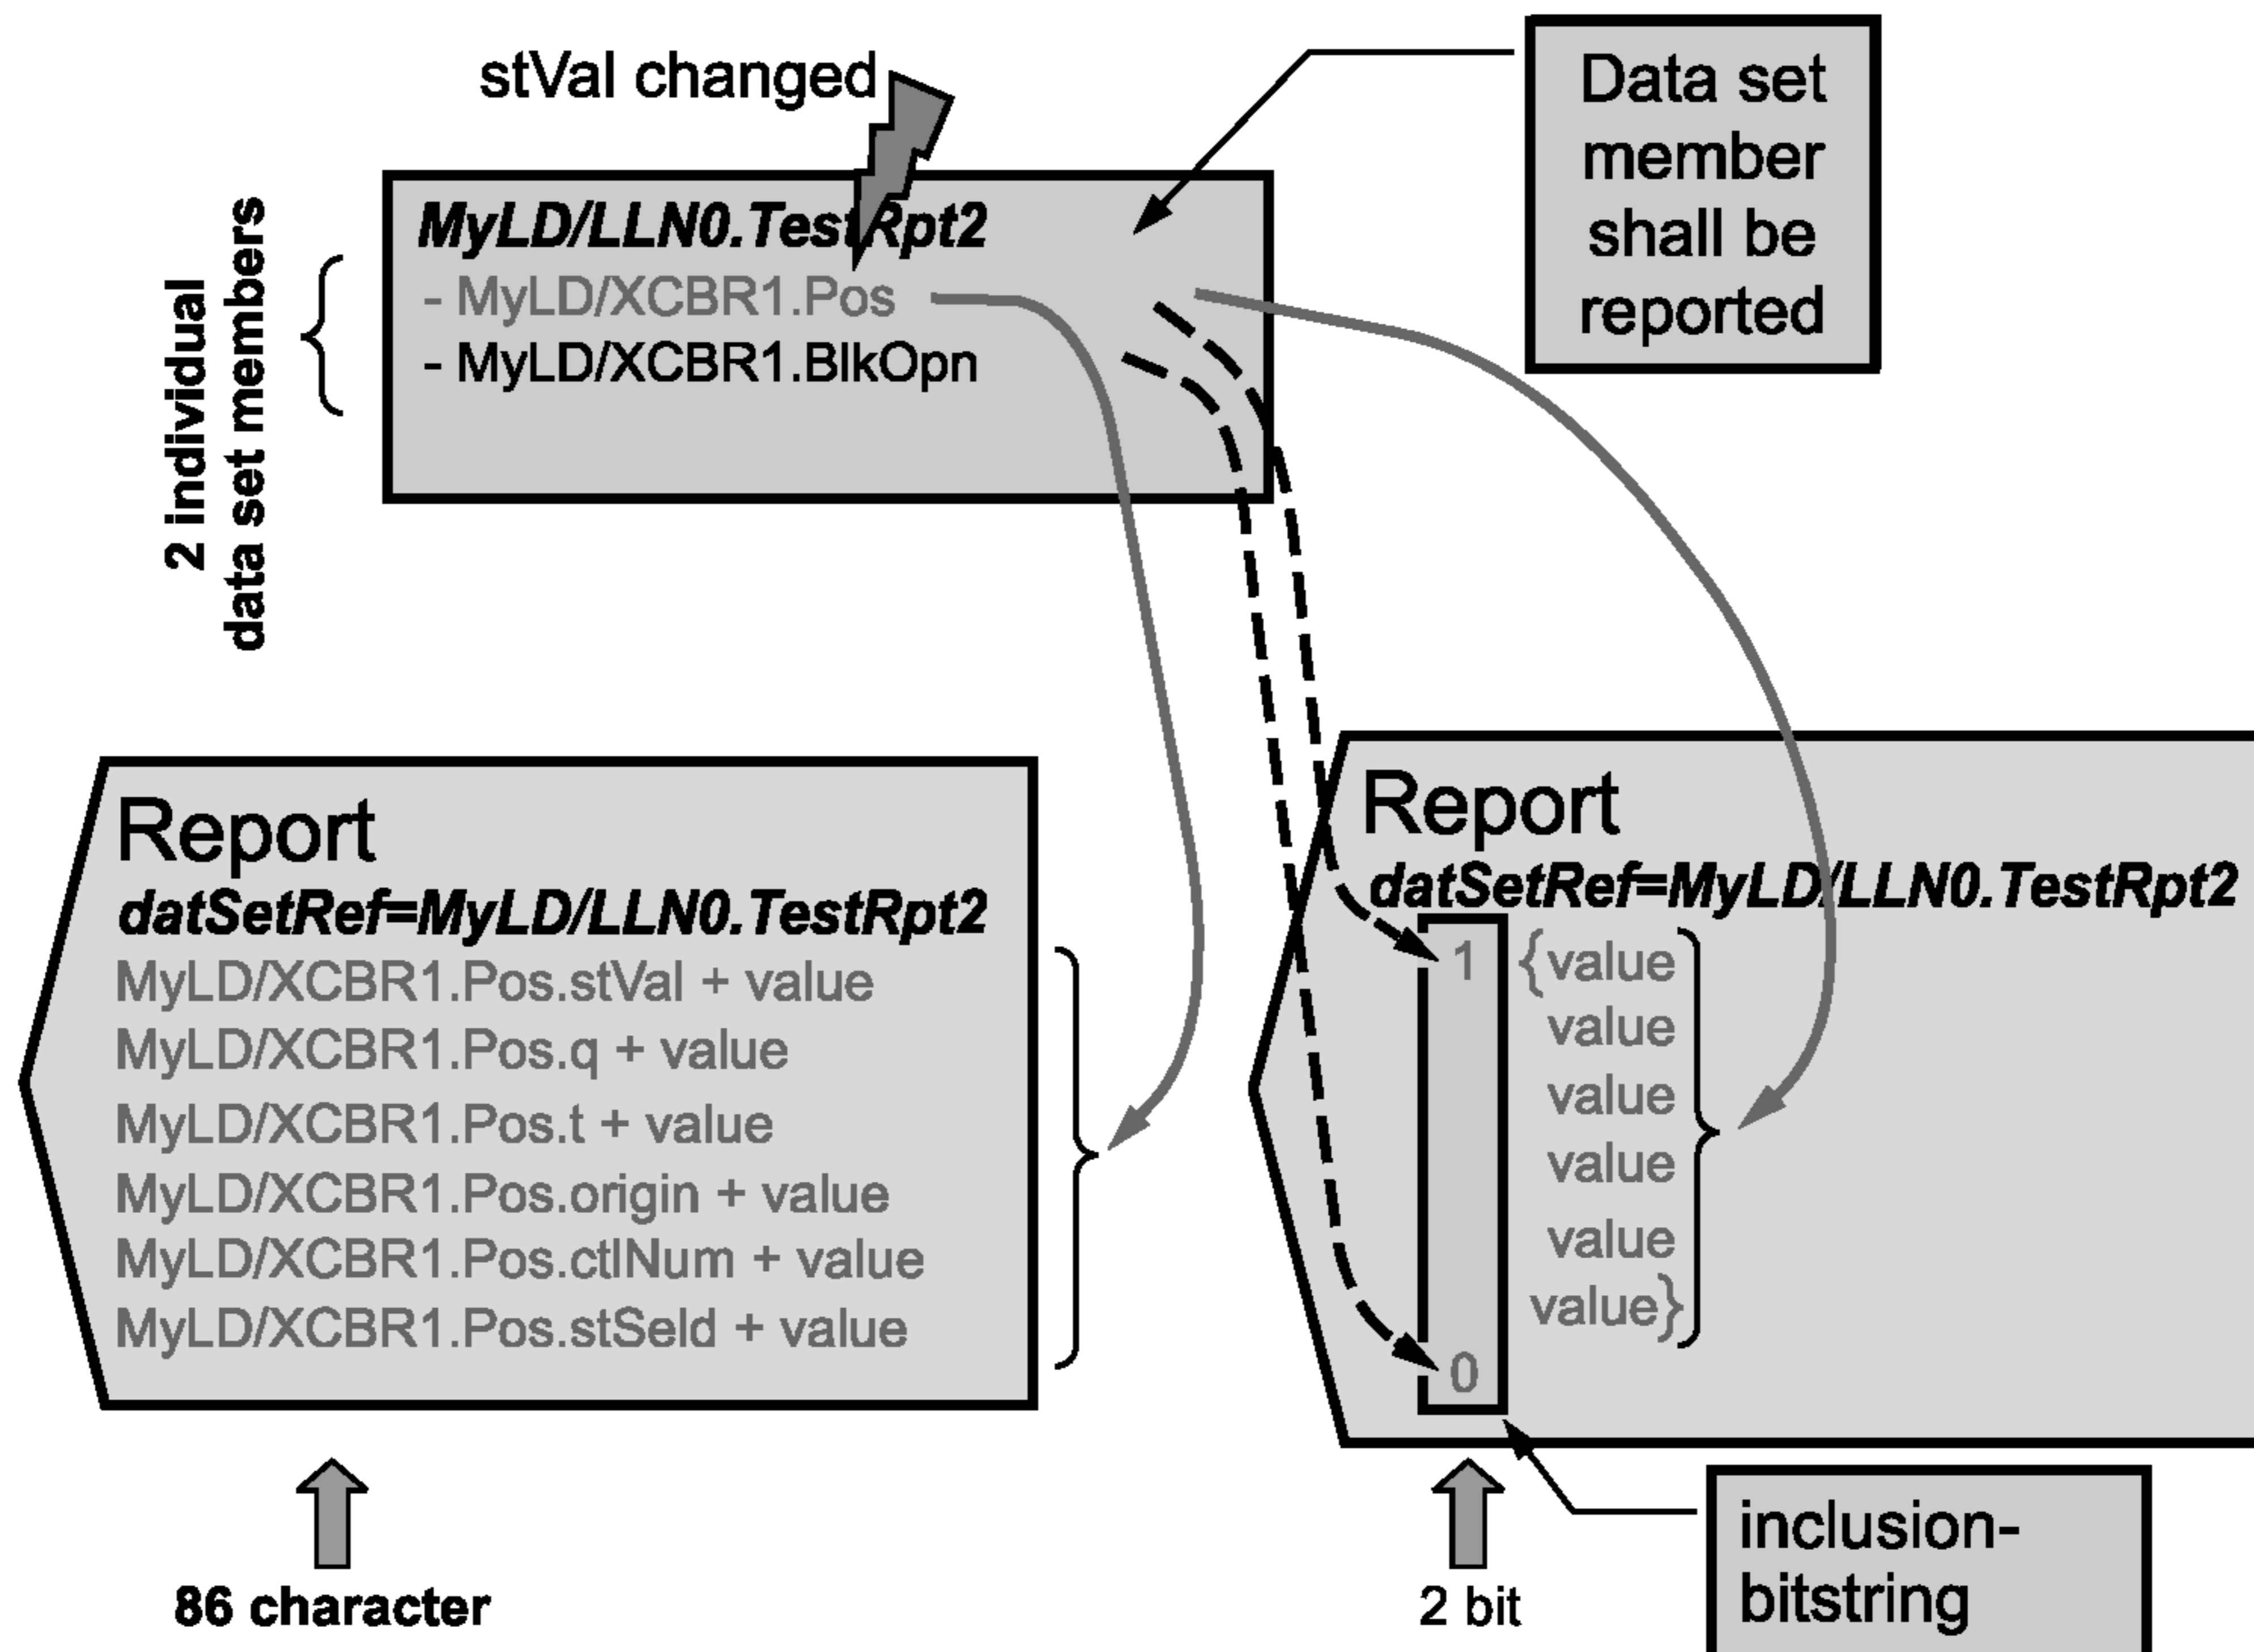 stVal changed
Data set
member
shall be
reported
2 individual
data set members
MyLD/LLN0.TestRpt2
- MyLD/XCBR1.Pos
- MyLD/XCBR1.BlkOpn
Report
datSetRef=MyLD/LLN0.TestRpt2
MyLD/XCBR1.Pos.stVal + value
MyLD/XCBR1.Pos.q + value
MyLD/XCBR1.Pos.t + value
MyLD/XCBR1.Pos.origin + value
MyLD/XCBR1.Pos.ctlNum + value
MyLD/XCBR1.Pos.stSeld + value
86 character
Report
datSetRef=MyLD/LLN0.TestRpt2
1 {value
value
value
value
value
value}
0
2 bit
inclusion-
bitstring